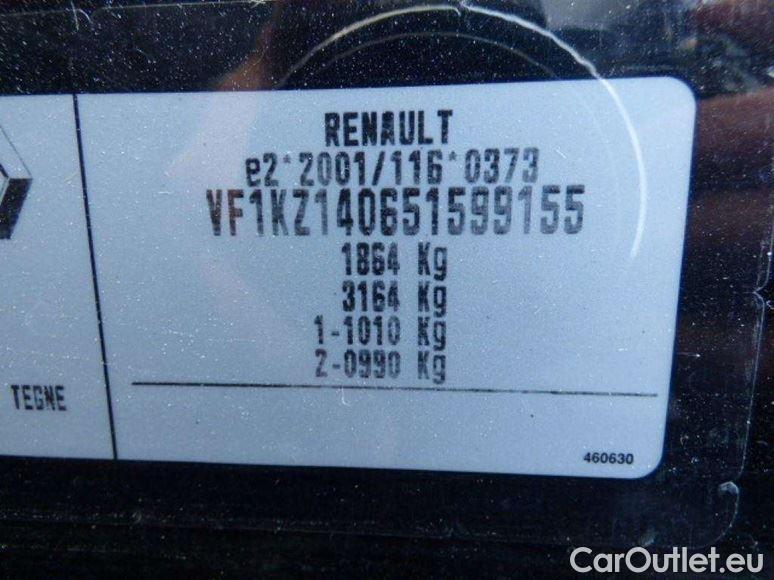 RENAULT
e2*2001/116*0373
VF1KZ140651599155
1864 Kg
3164 Kg
1-1010 Kg
2-0990 Kg
TEGNE
460630
CarOutlet.eu